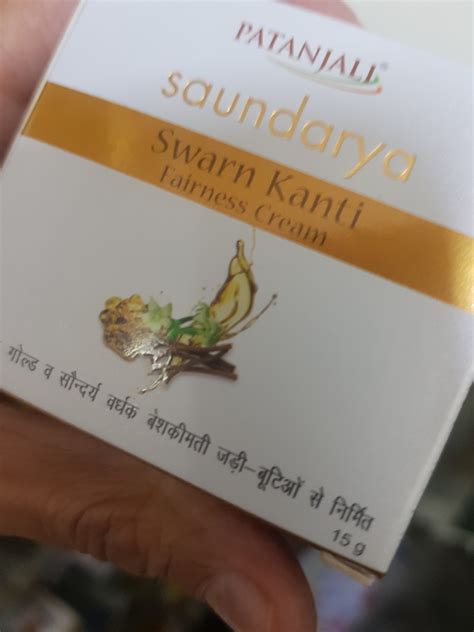 PATANJALI®
saundarya
Swarn Kanti
Fairness Cream
गोल्ड व सौन्दर्य वर्धक बेशकीमती जड़ी-बूटिओं से निर्मित
15 g